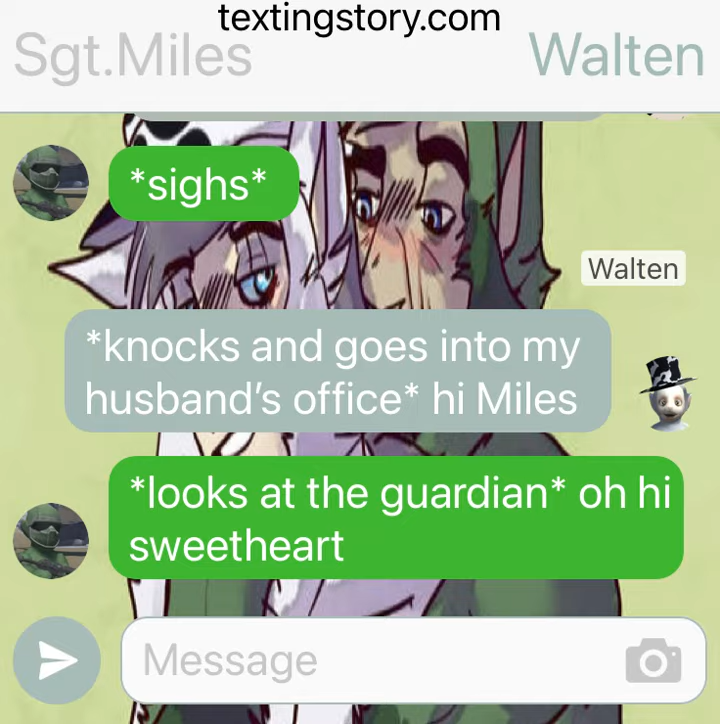 textingstory.com
Sgt.Miles
Walten
*sighs*
Walten
*knocks and goes into my
husband’s office* hi Miles
*looks at the guardian* oh hi
sweetheart
Message